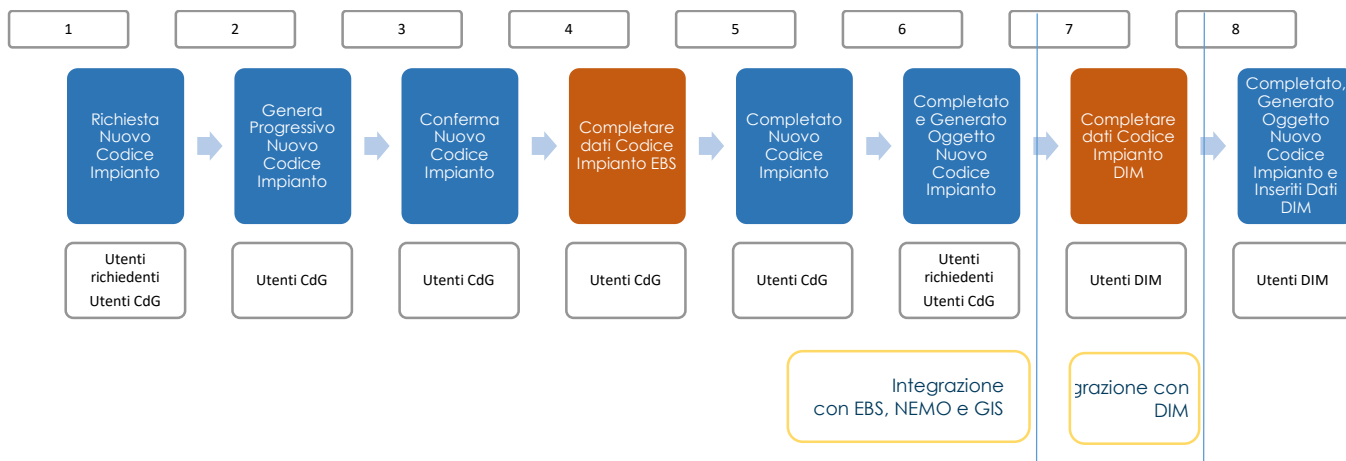 1
2
3
4
5
6
7
8
Richiesta
Nuovo
Codice
Impianto
Genera
Progressivo
Nuovo
Codice
Impianto
Conferma
Nuovo
Codice
Impianto
Completare
dati Codice
Impianto EBS
Completato
Nuovo
Codice
Impianto
Completato
e Generato
Oggetto
Nuovo
Codice
Impianto
Completare
dati Codice
Impianto
DIM
Completato,
Generato
Oggetto
Nuovo
Codice
Impianto e
Inseriti Dati
DIM
Utenti
richiedenti
Utenti CdG
Utenti CdG
Utenti CdG
Utenti CdG
Utenti CdG
Utenti
richiedenti
Utenti CdG
Utenti DIM
Utenti DIM
Integrazione
con EBS, NEMO e GIS
grazione con
DIM